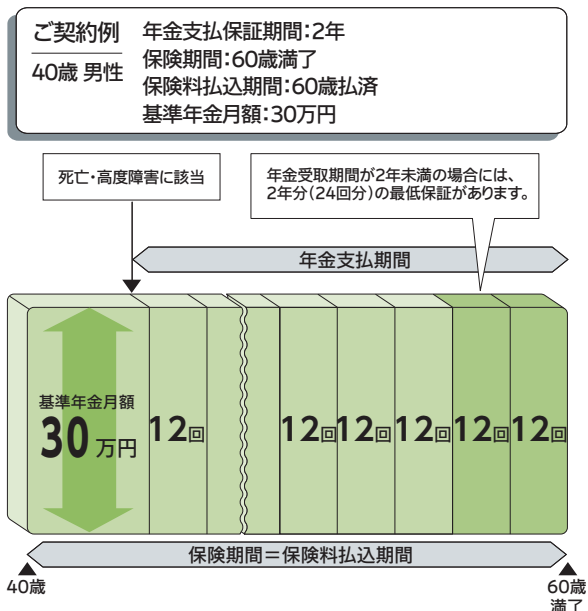 ご契約例
40歳 男性
年金支払保証期間：2年
保険期間：60歳満了
保険料払込期間：60歳払済
基準年金月額：30万円
死亡・高度障害に該当
年金受取期間が2年未満の場合には、
2年分（24回分）の最低保証があります。
年金支払期間
基準年金月額
30万円
12回
12回
12回
12回
12回
12回
保険期間＝保険料払込期間
40歳
60歳
満了